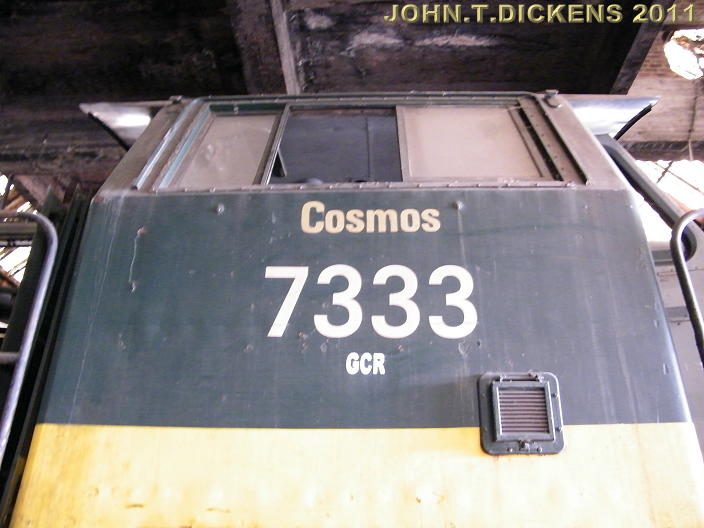 JOHN.T.DICKENS 2011
Cosmos
7333
GCR